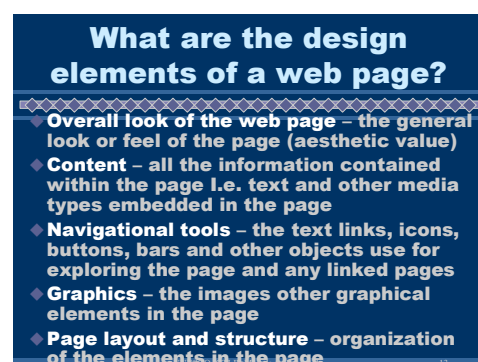 What are the design
elements of a web page?
Overall look of the web page – the general
look or feel of the page (aesthetic value)
Content – all the information contained
within the page I.e. text and other media
types embedded in the page
Navigational tools – the text links, icons,
buttons, bars and other objects use for
exploring the page and any linked pages
Graphics – the images other graphical
elements in the page
Page layout and structure – organization
of the elements in the page